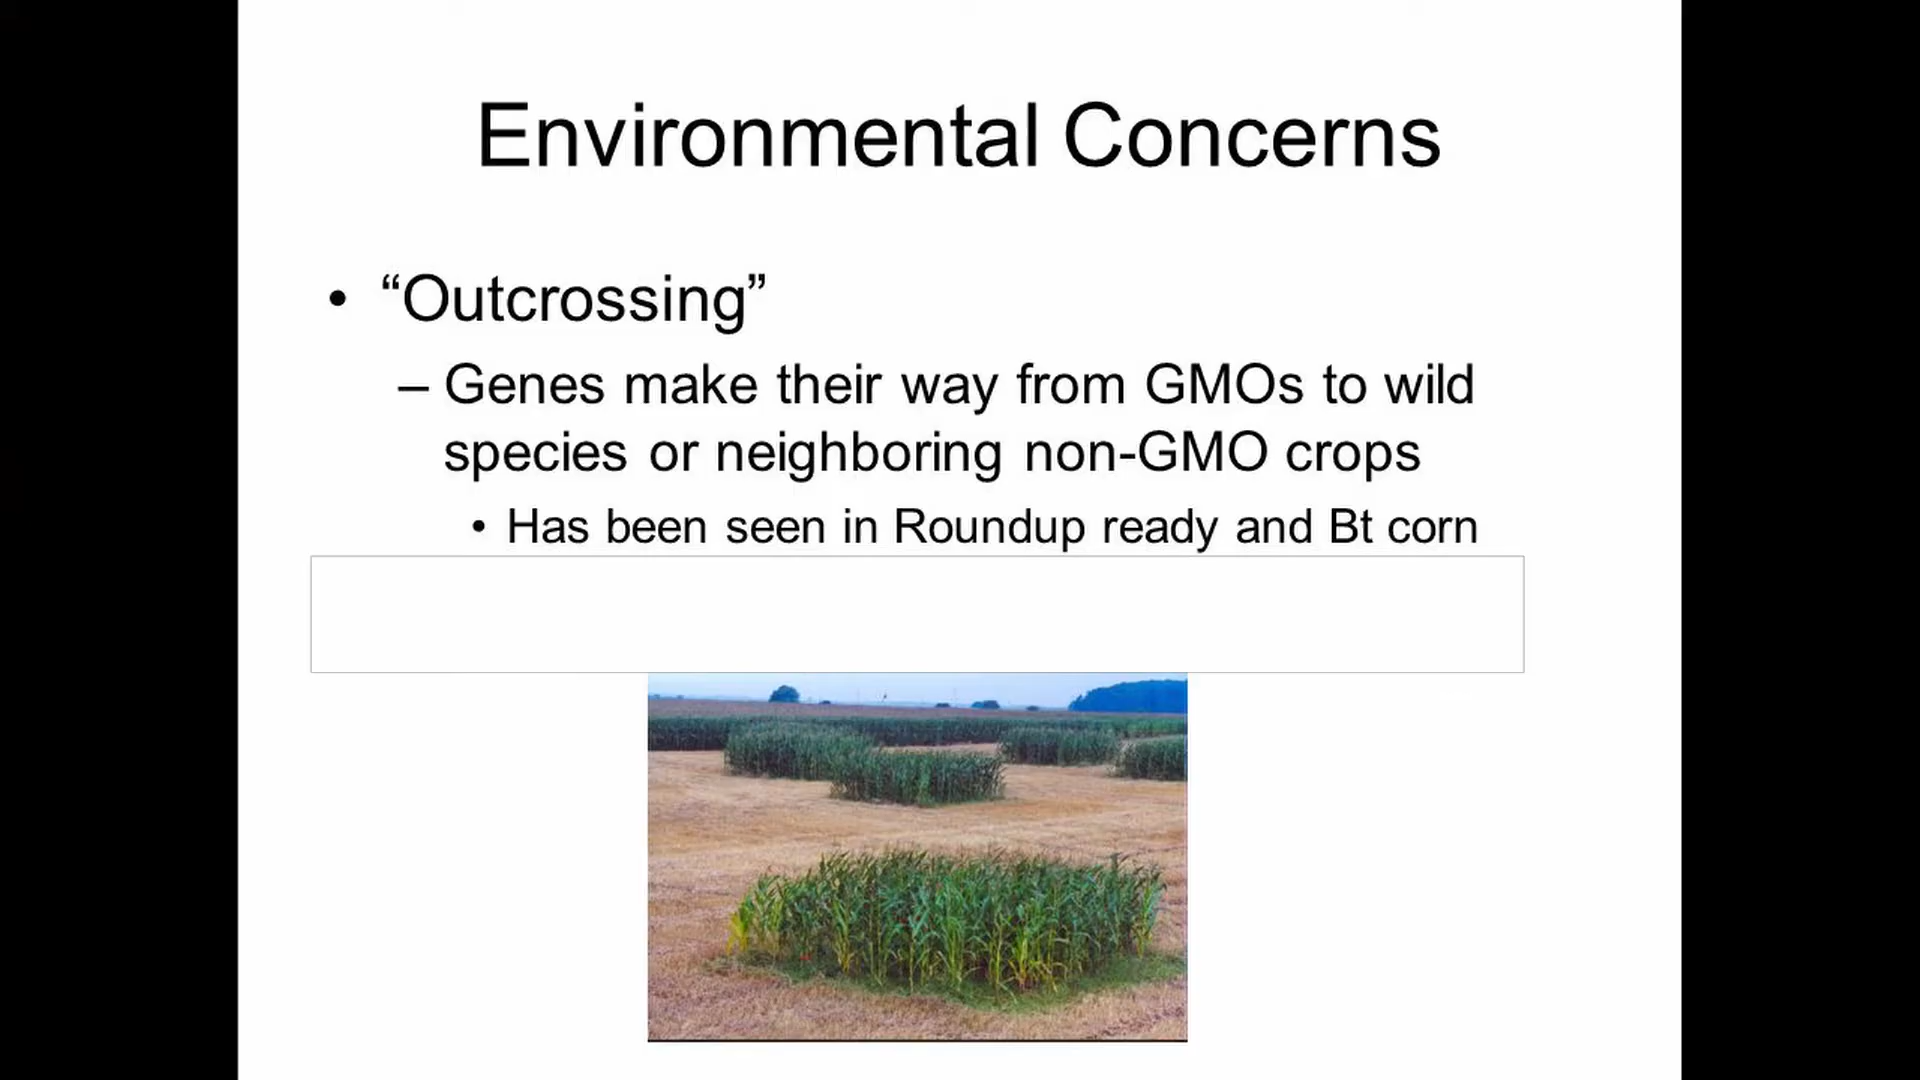 Environmental Concerns
• “Outcrossing”
– Genes make their way from GMOs to wild
species or neighboring non-GMO crops
• Has been seen in Roundup ready and Bt corn